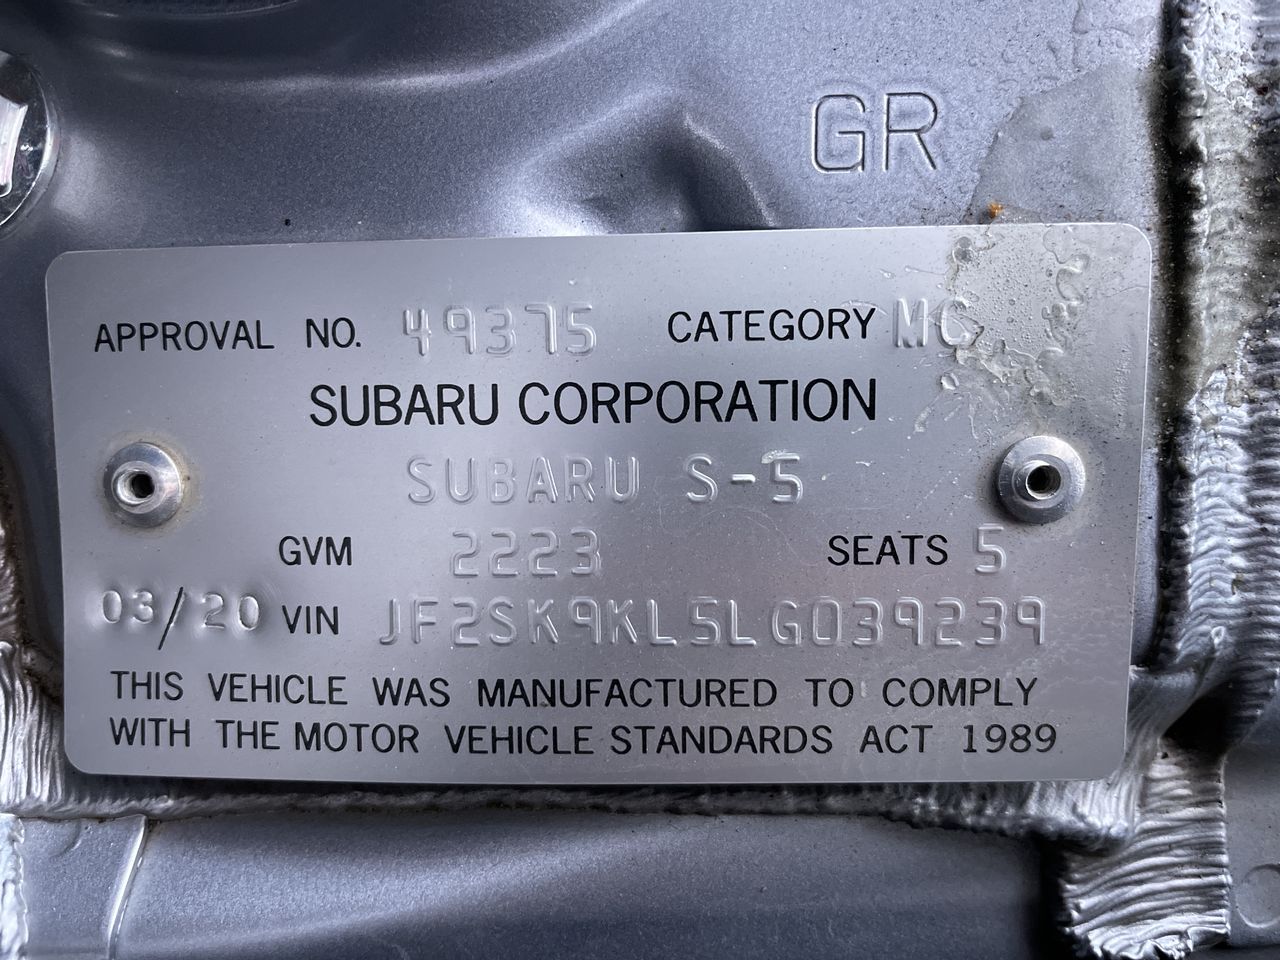 GR
APPROVAL NO. 49375 CATEGORY MC
SUBARU CORPORATION
SUBARU S-5
GVM 2223 SEATS 5
03/20 VIN JF2SK9KL5LG039239
THIS VEHICLE WAS MANUFACTURED TO COMPLY
WITH THE MOTOR VEHICLE STANDARDS ACT 1989